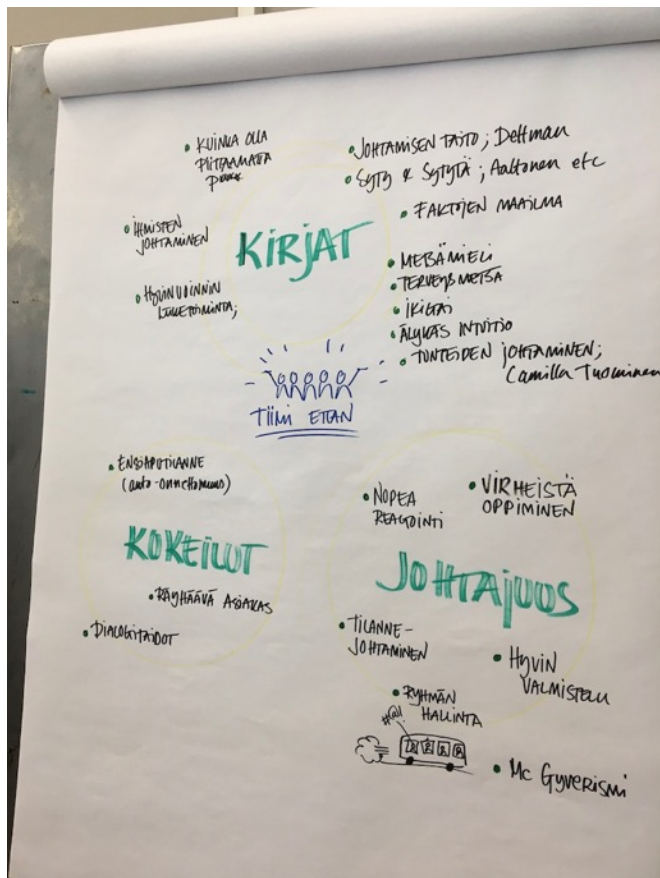 • KUINKA OLLA
PIITTAAMATTA
• IHMISTEN
JOHTAMINEN
• HYVINVOINNIN
LIIKETOIMINTA;
KIRJAT
• JOHTAMISEN TAITO; Dettman
• SYTY & SYTYTÄ; Aaltonen etc
• FAKTOJEN MAAILMA
• METSÄMIELI
• TERVEYSMETSÄ
• IKIGAI
• ÄLYKÄS INTUITIO
• TUNTEIDEN JOHTAMINEN;
Camilla Tuominen
TIIMI ETTAN
• ENSIAPUTILANNE
(auto-onnettomuus)
KOKEILUT
• RÄYHÄÄVÄ ASIAKAS
• DIALOGITAIDOT
• NOPEA
REAGOINTI
• VIRHEISTÄ
OPPIMINEN
JOHTAJUUS
• TILANNE-
JOHTAMINEN
• HYVIN
VALMISTELU
• RYHMÄN
HALLINTA
#@!
• Mc GyveRismi